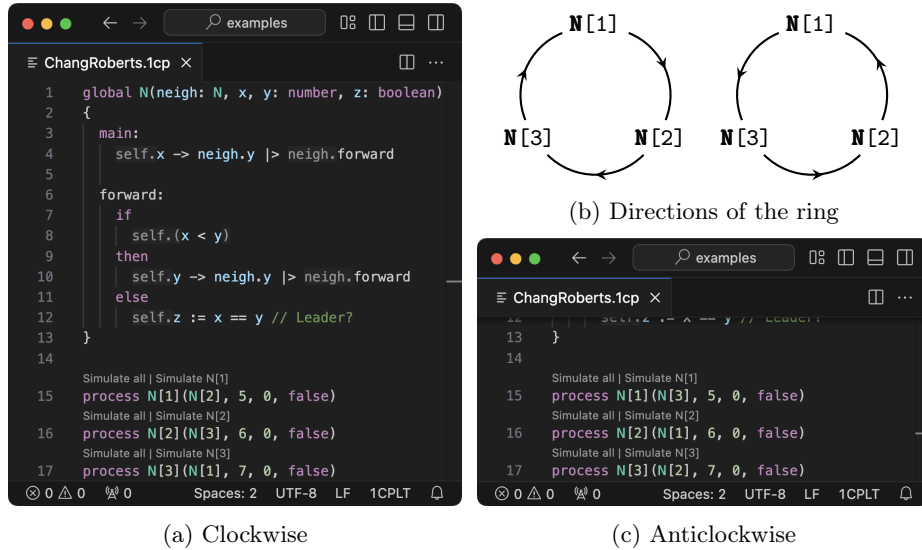 examples
ChangRoberts.1cp
1 global N(neigh: N, x, y: number, z: boolean)
2 {
3 main:
4 self.x -> neigh.y |> neigh.forward
5
6 forward:
7 if
8 self.(x < y)
9 then
10 self.y -> neigh.y |> neigh.forward
11 else
12 self.z := x == y // Leader?
13 }
14
Simulate all | Simulate N[1]
15 process N[1](N[2], 5, 0, false)
Simulate all | Simulate N[2]
16 process N[2](N[3], 6, 0, false)
Simulate all | Simulate N[3]
17 process N[3](N[1], 7, 0, false)
0 0 0 Spaces: 2 UTF-8 LF 1CPLT
(a) Clockwise
N[1] N[1]
N[3] N[2] N[3] N[2]
(b) Directions of the ring
examples
ChangRoberts.1cp
12 self.z := x == y // Leader?
13 }
14
Simulate all | Simulate N[1]
15 process N[1](N[3], 5, 0, false)
Simulate all | Simulate N[2]
16 process N[2](N[1], 6, 0, false)
Simulate all | Simulate N[3]
17 process N[3](N[2], 7, 0, false)
0 0 0 Spaces: 2 UTF-8 LF 1CPLT
(c) Anticlockwise